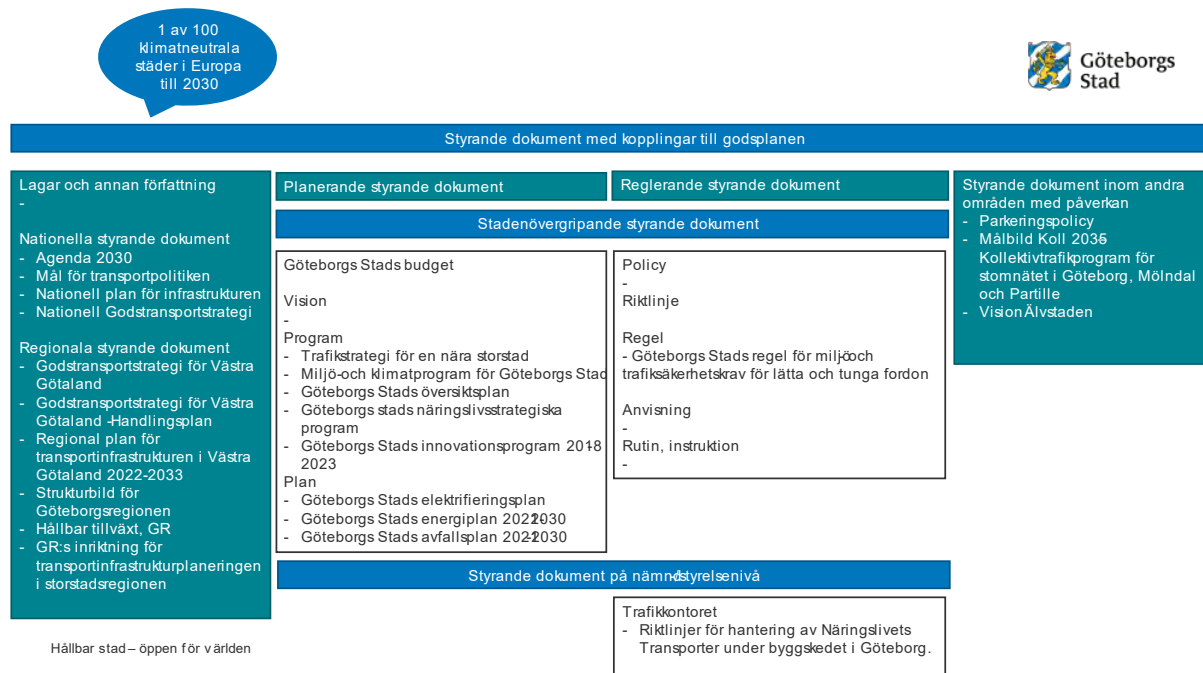 1 av 100
klimatneutrala
städer i Europa
till 2030
Göteborgs
Stad
Styrande dokument med kopplingar till godsplanen
Lagar och annan författning
-
Nationella styrande dokument
- Agenda 2030
- Mål för transportpolitiken
- Nationell plan för infrastrukturen
- Nationell Godstransportstrategi
Regionala styrande dokument
- Godstransportstrategi för Västra
Götaland
- Godstransportstrategi för Västra
Götaland -Handlingsplan
- Regional plan för
transportinfrastrukturen i Västra
Götaland 2022-2033
- Strukturbild för
Göteborgsregionen
- Hållbar tillväxt, GR
- GR:s inriktning för
transportinfrastrukturplaneringen
i storstadsregionen
Planerande styrande dokument
Reglerande styrande dokument
Stadenövergripande styrande dokument
Göteborgs Stads budget
Vision
-
Program
- Trafikstrategi för en nära storstad
- Miljö-och klimatprogram för Göteborgs Stad
- Göteborgs Stads översiktsplan
- Göteborgs stads näringslivsstrategiska
program
- Göteborgs Stads innovationsprogram 2018-
2023
Plan
- Göteborgs Stads elektrifieringsplan
- Göteborgs Stads energiplan 2022-2030
- Göteborgs Stads avfallsplan 2021-2030
Policy
-
Riktlinje
Regel
- Göteborgs Stads regel för miljö-och
trafiksäkerhetskrav för lätta och tunga fordon
Anvisning
-
Rutin, instruktion
-
Styrande dokument inom andra
områden med påverkan
- Parkeringspolicy
- Målbild Koll 2035-
Kollektivtrafikprogram för
stomnätet i Göteborg, Mölndal
och Partille
- Vision Älvstaden
Styrande dokument på nämnd-/styrelsenivå
Trafikkontoret
- Riktlinjer för hantering av Näringslivets
Transporter under byggskedet i Göteborg.
Hållbar stad – öppen för världen